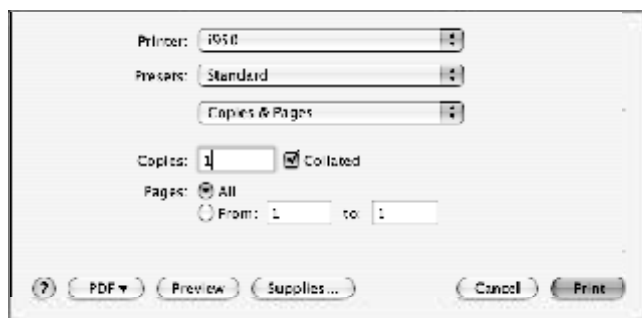 Printer: i950
Presets: Standard
Copies & Pages
Copies: 1 Collated
Pages: All
From: 1 to: 1
? PDF Preview Supplies... Cancel Print